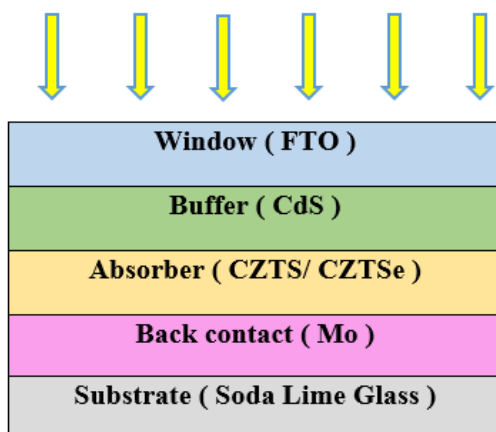 Window ( FTO )
Buffer ( CdS )
Absorber ( CZTS/ CZTSe )
Back contact ( Mo )
Substrate ( Soda Lime Glass )